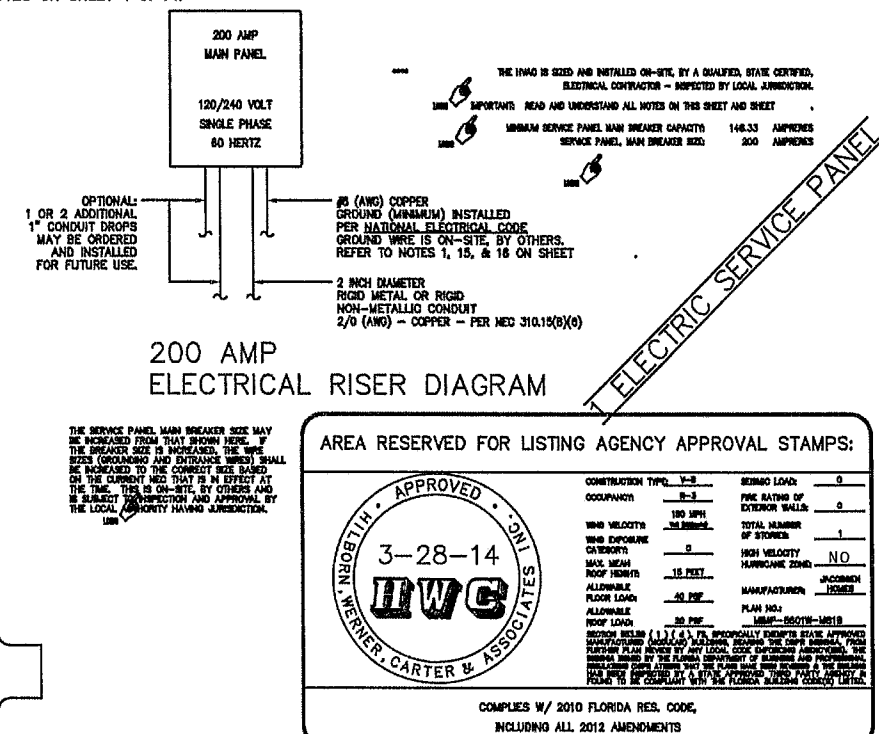 200 AMP
MAIN PANEL
120/240 VOLT
SINGLE PHASE
60 HERTZ
THE HVAC IS SIZED AND INSTALLED ON-SITE, BY A QUALIFIED, STATE CERTIFIED,
ELECTRICAL CONTRACTOR - INSPECTED BY LOCAL JURISDICTION.
IMPORTANT: READ AND UNDERSTAND ALL NOTES ON THIS SHEET AND SHEET .
MINIMUM SERVICE PANEL MAIN BREAKER CAPACITY: 146.33 AMPHERES
SERVICE PANEL, MAIN BREAKER SIZE: 200 AMPHERES
OPTIONAL:
1 OR 2 ADDITIONAL
1" CONDUIT DROPS
MAY BE ORDERED
AND INSTALLED
FOR FUTURE USE.
(AWG) COPPER
GROUND (MINIMUM) INSTALLED
PER NATIONAL ELECTRICAL CODE
GROUND WIRE IS ON-SITE, BY OTHERS.
REFER TO NOTES 1, 15, & 16 ON SHEET .
2 INCH DIAMETER
RIGID METAL OR RIGID
NON-METALLIC CONDUIT
2/0 (AWG) - COPPER - PER NEC 310.15(B)(6)
1 ELECTRIC SERVICE PANEL
200 AMP
ELECTRICAL RISER DIAGRAM
THE SERVICE PANEL MAIN BREAKER SIZE MAY
BE INCREASED FROM THAT SHOWN HERE. IF
THE BREAKER SIZE IS INCREASED, THE WIRE
SIZES (GROUNDING AND ENTRANCE WIRES) SHALL
BE INCREASED TO THE CORRECT SIZE BASED
ON THE CURRENT NEC THAT IS IN EFFECT AT
THE TIME. THIS IS ON-SITE, BY OTHERS AND
IS SUBJECT TO INSPECTION AND APPROVAL BY
THE LOCAL AUTHORITY HAVING JURISDICTION.
AREA RESERVED FOR LISTING AGENCY APPROVAL STAMPS:
APPROVED
HILBORN, WERNER, CARTER & ASSOCIATES INC.
3-28-14
HWC
CONSTRUCTION TYPE: V-B
OCCUPANCY: R-3
180 MPH
WIND VELOCITY:
WIND EXPOSURE
CATEGORY: D
MAX. MEAN
ROOF HEIGHT: 15 FEET
ALLOWABLE
FLOOR LOAD: 40 PSF
ALLOWABLE
ROOF LOAD: 20 PSF
SEISMIC LOAD: 0
FIRE RATING OF
EXTERIOR WALLS: 0
TOTAL NUMBER
OF STORIES: 1
HIGH VELOCITY
HURRICANE ZONE: NO
MANUFACTURER: JACOBSEN HOMES
PLAN NO.:
COMPLIES W/ 2010 FLORIDA RES. CODE,
INCLUDING ALL 2012 AMENDMENTS